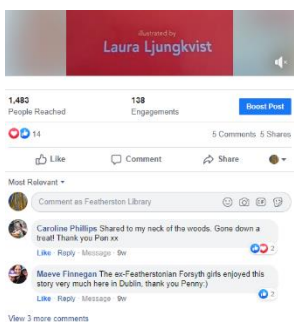 illustrated by
Laura Ljungkvist
1,483
People Reached
138
Engagements
Boost Post
14
5 Comments 5 Shares
Like
Comment
Share
Most Relevant
Comment as Featherston Library
Caroline Phillips Shared to my neck of the woods. Gone down a
treat! Thank you Pen xx
2
Like · Reply · Message · 9w
Maeve Finnegan The ex-Featherstonian Forsyth girls enjoyed this
story very much here in Dublin, thank you Penny:)
2
Like · Reply · Message · 9w
View 3 more comments